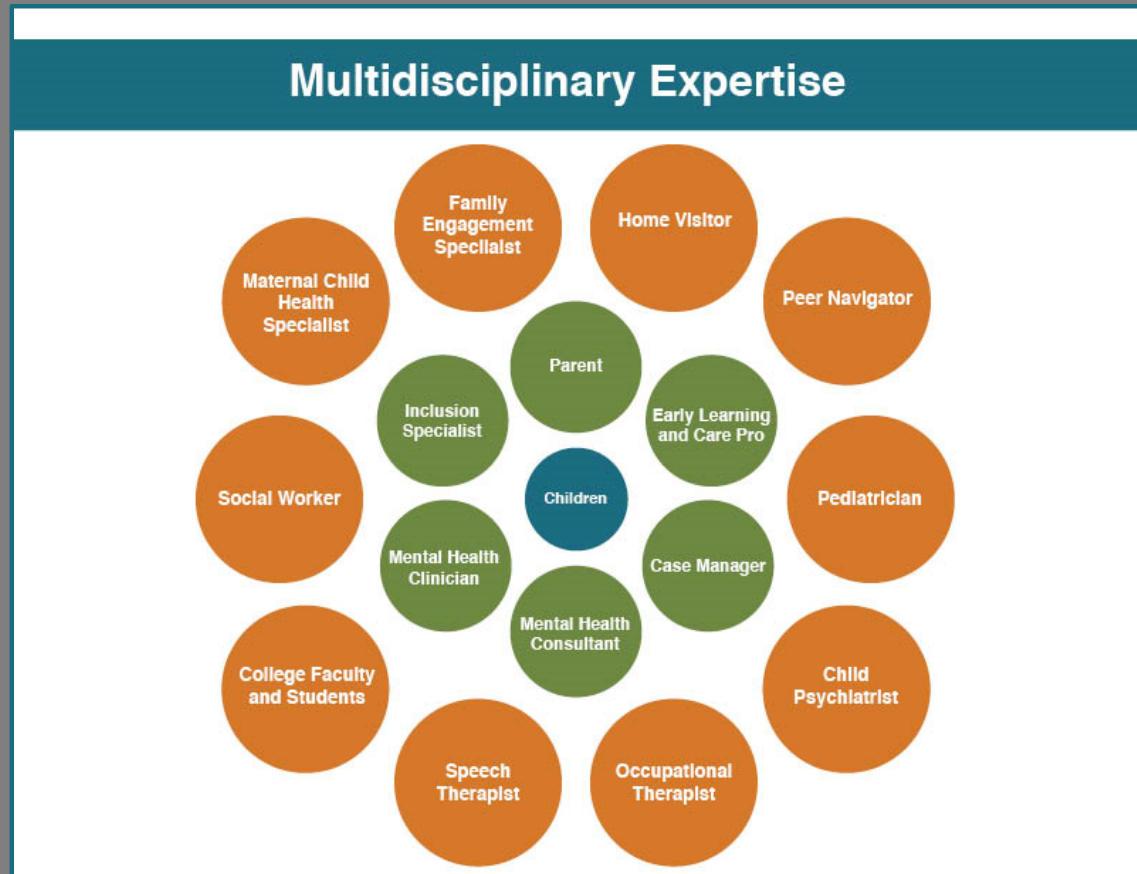 Multidisciplinary Expertise
Family
Engagement
Speciialst
Home Visitor
Maternal Child
Health
Specialist
Peer Navigator
Parent
Inclusion
Specialist
Early Learning
and Care Pro
Social Worker
Children
Pediatrician
Mental Health
Clinician
Case Manager
Mental Health
Consultant
College Faculty
and Students
Child
Psychiatrist
Speech
Therapist
Occupational
Therapist